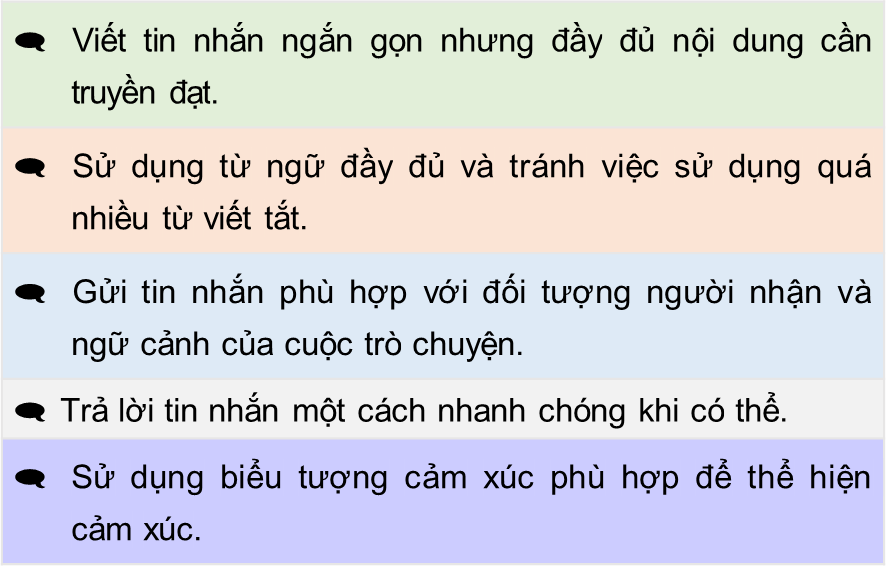 Viết tin nhắn ngắn gọn nhưng đầy đủ nội dung cần
truyền đạt.
Sử dụng từ ngữ đầy đủ và tránh việc sử dụng quá
nhiều từ viết tắt.
Gửi tin nhắn phù hợp với đối tượng người nhận và
ngữ cảnh của cuộc trò chuyện.
Trả lời tin nhắn một cách nhanh chóng khi có thể.
Sử dụng biểu tượng cảm xúc phù hợp để thể hiện
cảm xúc.